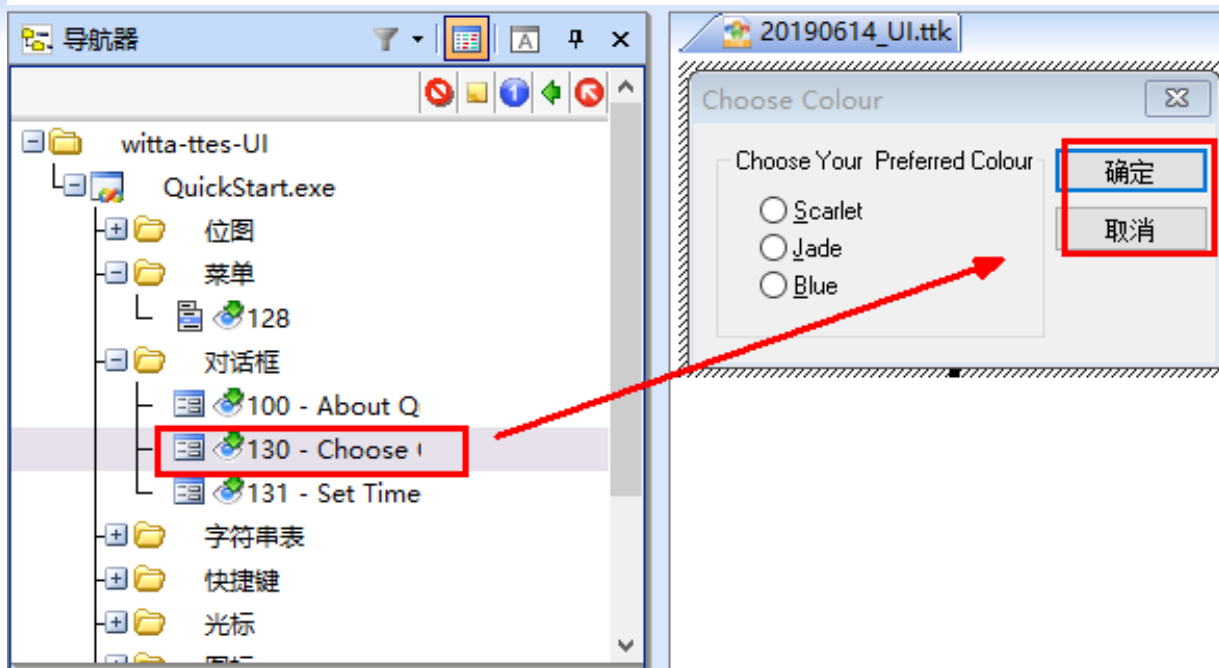 导航器
witta-ttes-UI
QuickStart.exe
位图
菜单
128
对话框
100 - About Q
130 - Choose
131 - Set Time
字符串表
快捷键
光标
20190614_UI.ttk
Choose Colour
Choose Your Preferred Colour
Scarlet
Jade
Blue
确定
取消